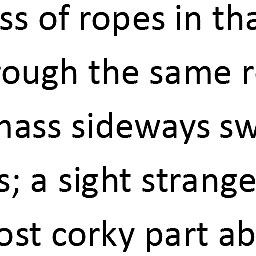 ss of ropes in tha
rough the same r
mass sideways sw
s; a sight strange
ost corky part ab